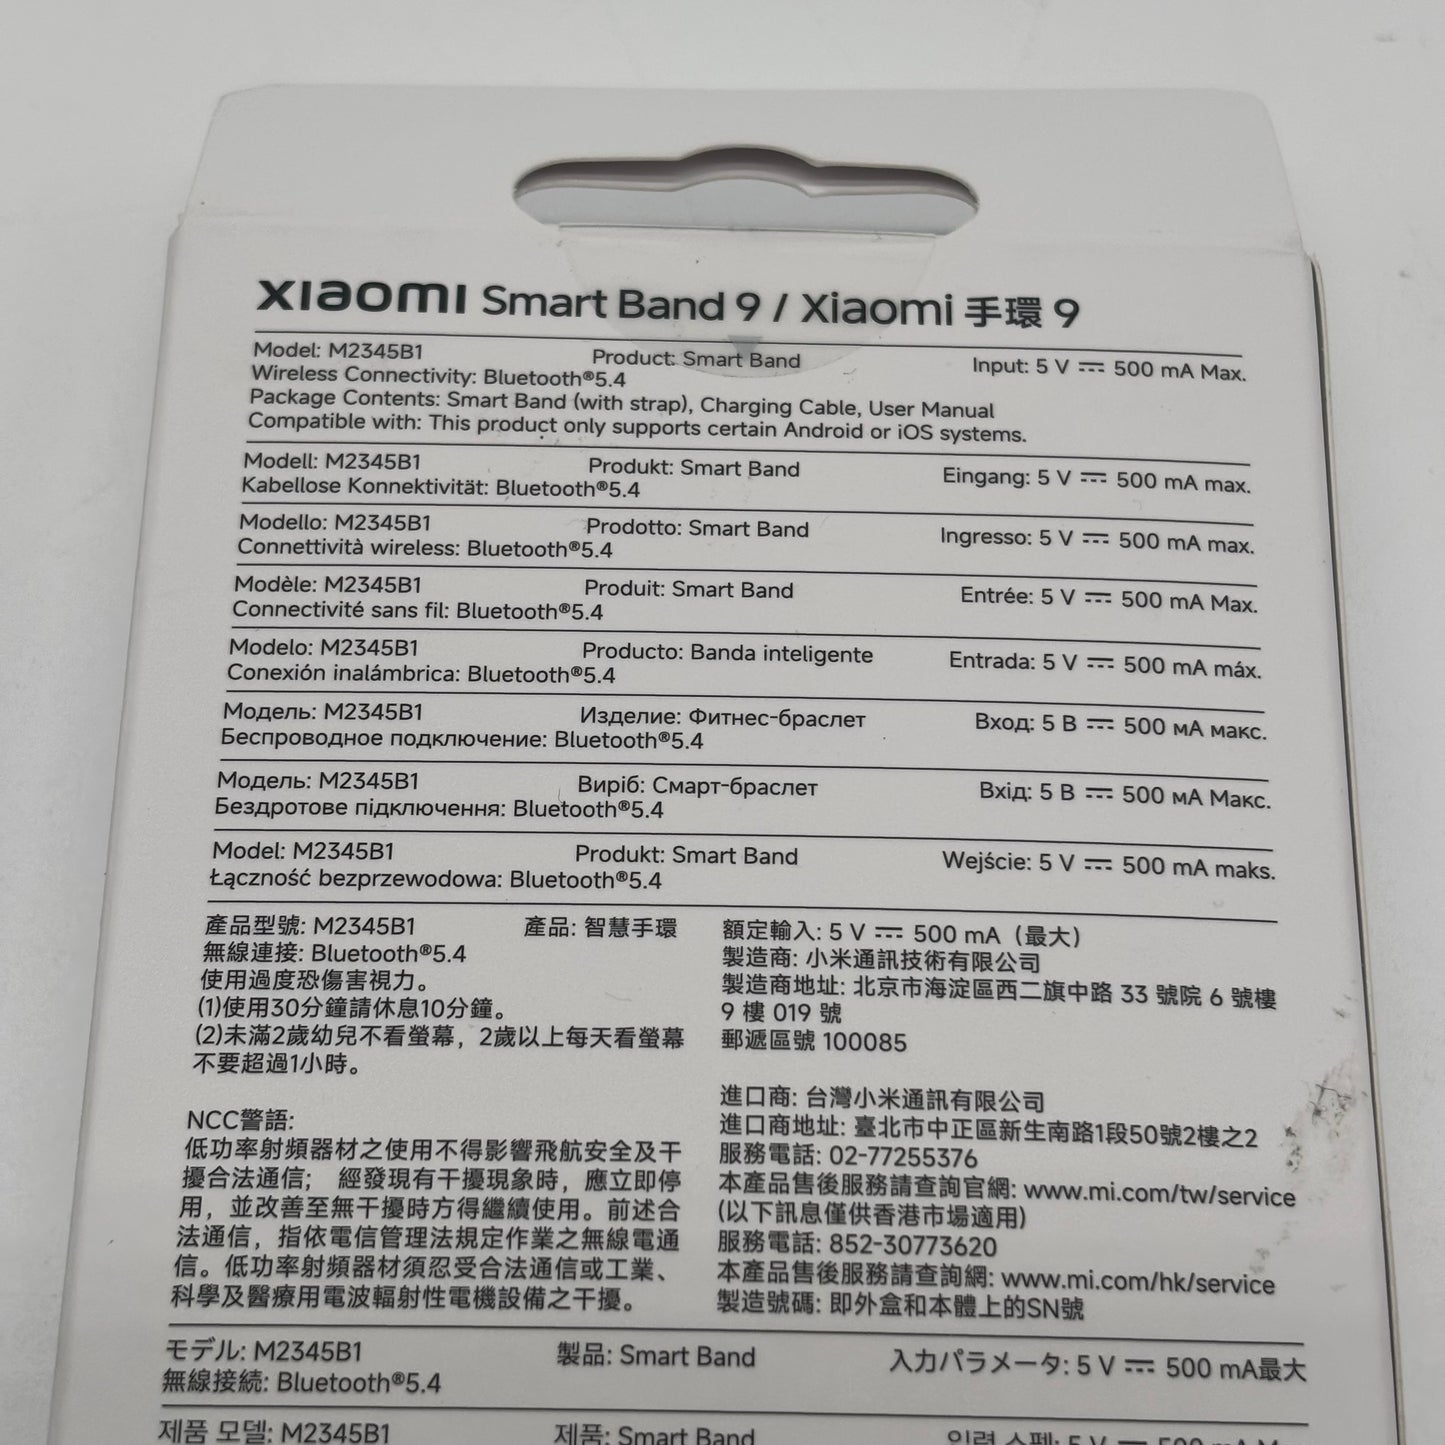 xiaomi Smart Band 9 / Xiaomi 手環 9
Model: M2345B1 Product: Smart Band Input: 5 V ⎓ 500 mA Max.
Wireless Connectivity: Bluetooth®5.4
Package Contents: Smart Band (with strap), Charging Cable, User Manual
Compatible with: This product only supports certain Android or iOS systems.
Modell: M2345B1 Produkt: Smart Band Eingang: 5 V ⎓ 500 mA max.
Kabellose Konnektivität: Bluetooth®5.4
Modello: M2345B1 Prodotto: Smart Band Ingresso: 5 V ⎓ 500 mA max.
Connettività wireless: Bluetooth®5.4
Modèle: M2345B1 Produit: Smart Band Entrée: 5 V ⎓ 500 mA Max.
Connectivité sans fil: Bluetooth®5.4
Modelo: M2345B1 Producto: Banda inteligente Entrada: 5 V ⎓ 500 mA máx.
Conexión inalámbrica: Bluetooth®5.4
Модель: M2345B1 Изделие: Фитнес-браслет Вход: 5 В ⎓ 500 мА макс.
Беспроводное подключение: Bluetooth®5.4
Модель: M2345B1 Виріб: Смарт-браслет Вхід: 5 В ⎓ 500 мА Макс.
Бездротове підключення: Bluetooth®5.4
Model: M2345B1 Produkt: Smart Band Wejście: 5 V ⎓ 500 mA maks.
Łączność bezprzewodowa: Bluetooth®5.4
產品型號: M2345B1 產品: 智慧手環
無線連接: Bluetooth®5.4
使用過度恐傷害視力。
(1)使用30分鐘請休息10分鐘。
(2)未滿2歲幼兒不看螢幕，2歲以上每天看螢幕
不要超過1小時。
NCC警語:
低功率射頻器材之使用不得影響飛航安全及干
擾合法通信； 經發現有干擾現象時，應立即停
用，並改善至無干擾時方得繼續使用。前述合
法通信，指依電信管理法規定作業之無線電通
信。低功率射頻器材須忍受合法通信或工業、
科學及醫療用電波輻射性電機設備之干擾。
額定輸入: 5 V ⎓ 500 mA（最大）
製造商: 小米通訊技術有限公司
製造商地址: 北京市海淀區西二旗中路 33 號院 6 號樓
9 樓 019 號
郵遞區號 100085
進口商: 台灣小米通訊有限公司
進口商地址: 臺北市中正區新生南路1段50號2樓之2
服務電話: 02-77255376
本產品售後服務請查詢官網: www.mi.com/tw/service
(以下訊息僅供香港市場適用)
服務電話: 852-30773620
本產品售後服務請查詢網: www.mi.com/hk/service
製造號碼: 即外盒和本體上的SN號
モデル: M2345B1 製品: Smart Band 入力パラメータ: 5 V ⎓ 500 mA最大
無線接続: Bluetooth®5.4
제품 모델: M2345B1 제품: Smart Band 입력 스펙: 5 V ⎓ 500 mA